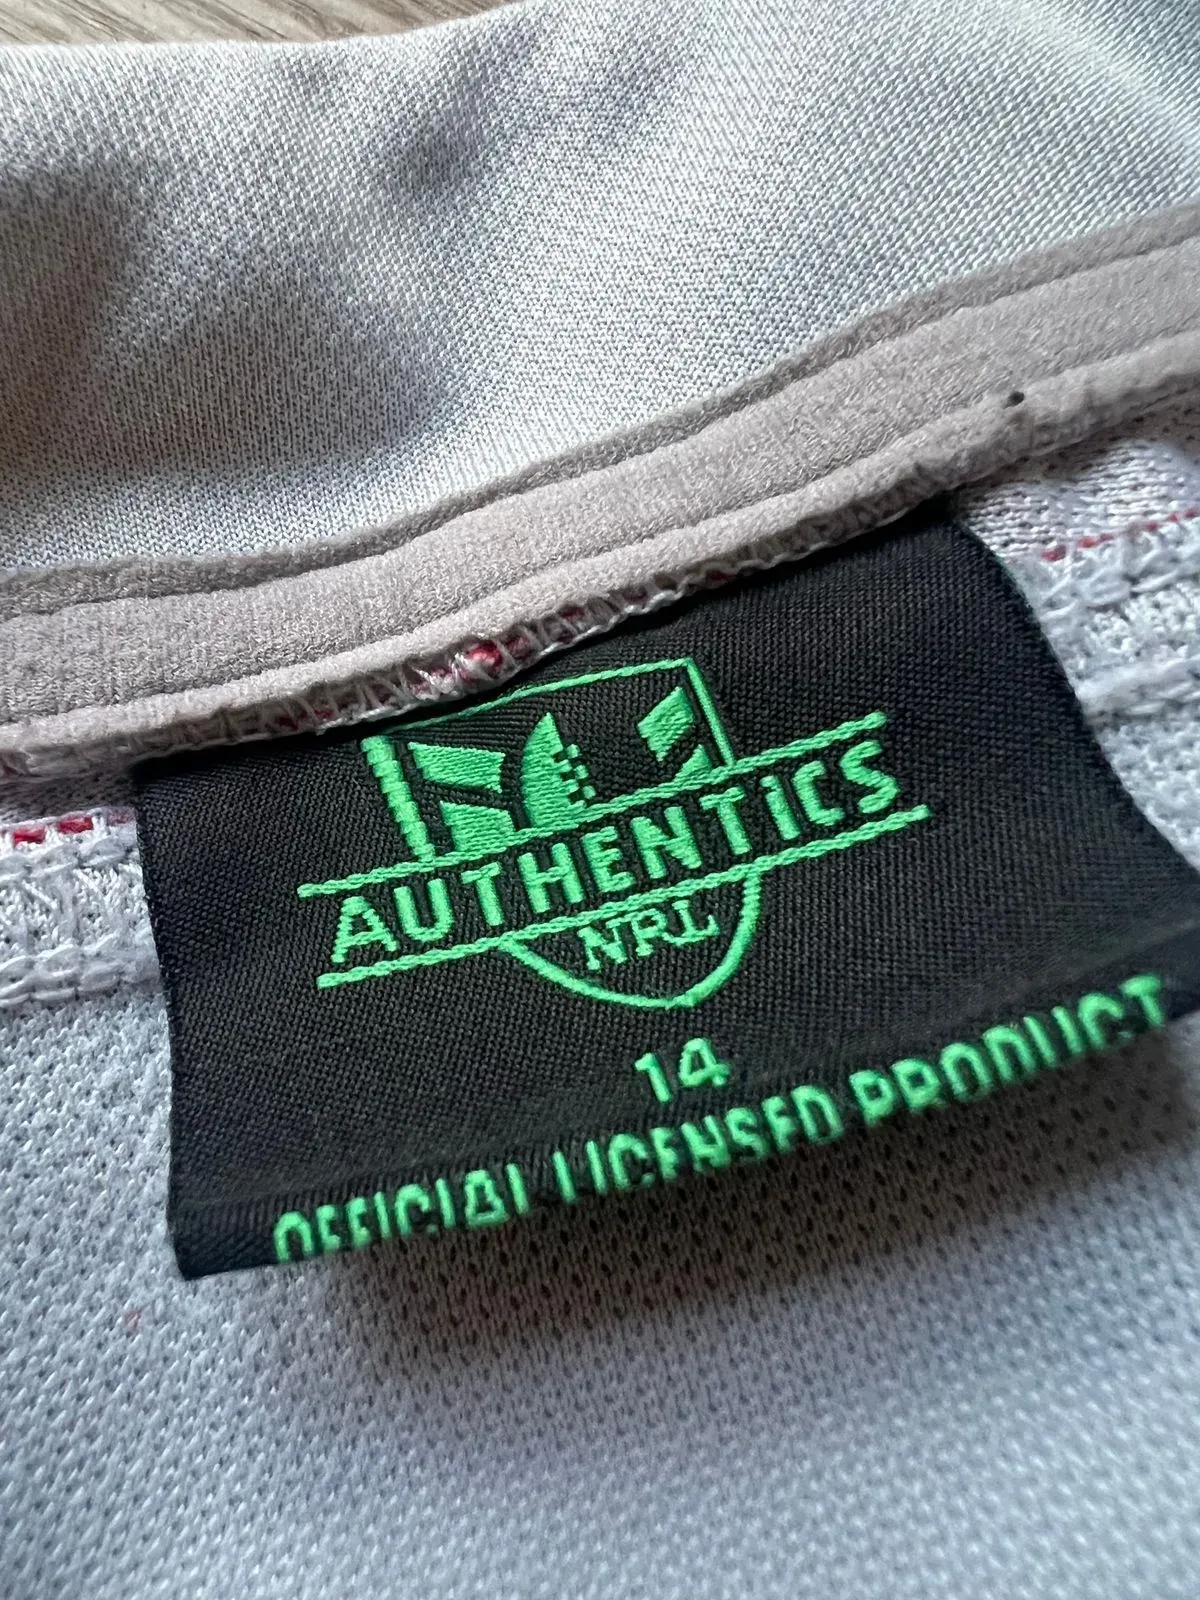 AUTHENTICS
NRL
14
OFFICIAL LICENSED PRODUCT